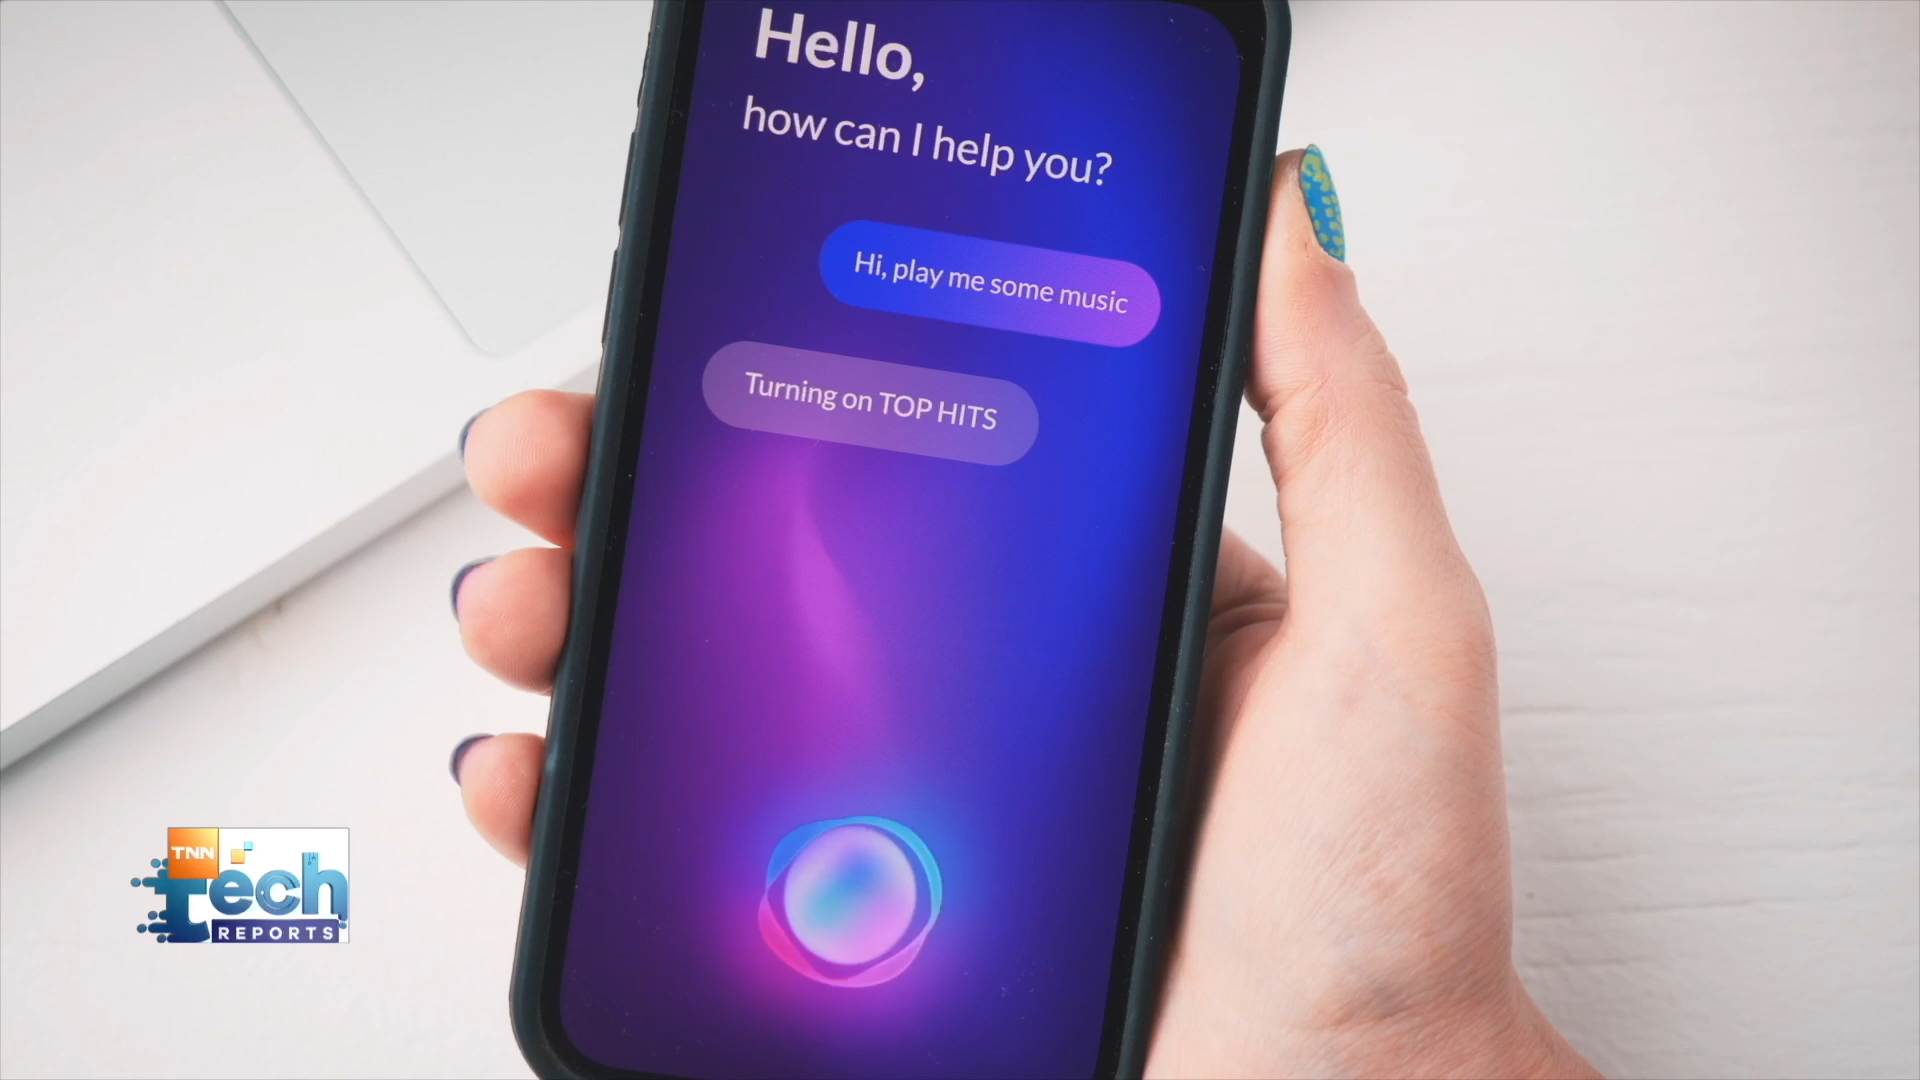 Hello,
how can I help you?
Hi, play me some music
Turning on TOP HITS
TNN
Tech
REPORTS